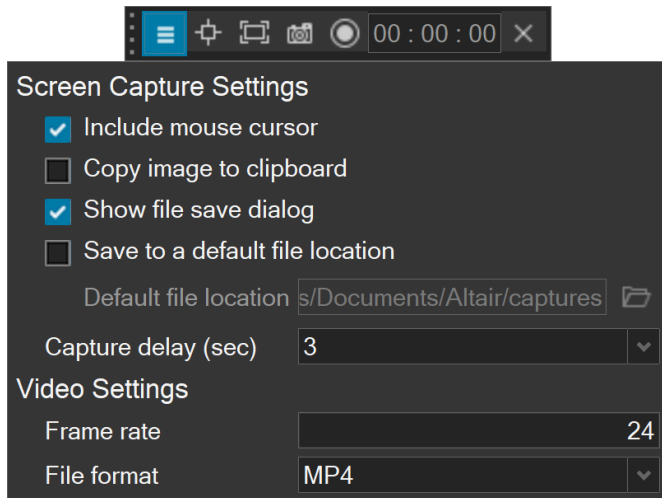 00 : 00 : 00
Screen Capture Settings
Include mouse cursor
Copy image to clipboard
Show file save dialog
Save to a default file location
Default file location s/Documents/Altair/captures
Capture delay (sec) 3
Video Settings
Frame rate 24
File format MP4